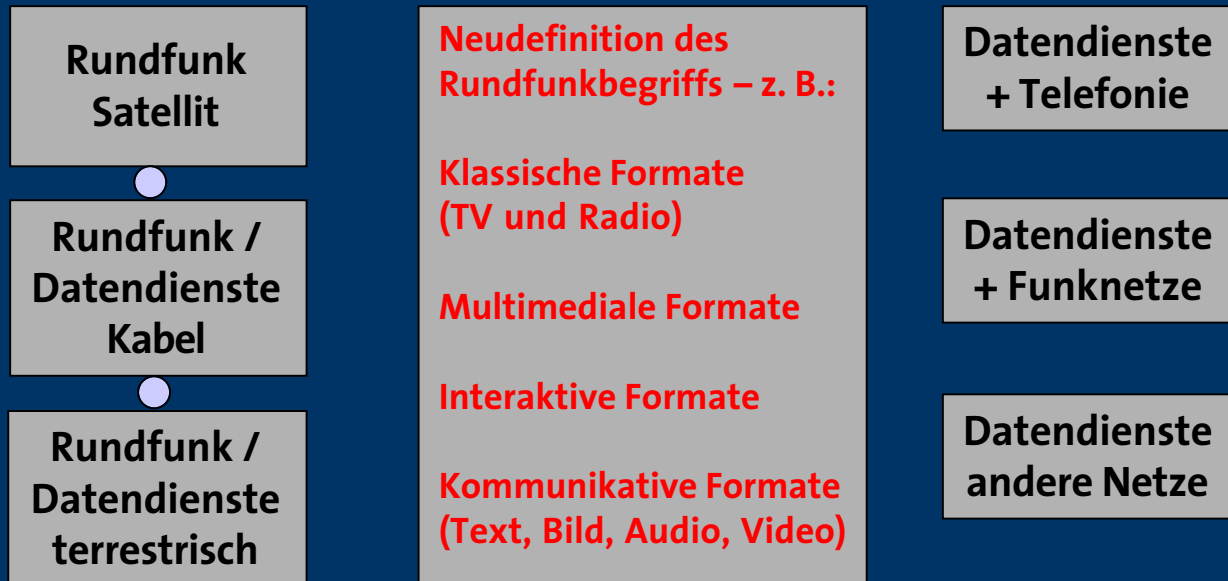 Rundfunk
Satellit
Rundfunk /
Datendienste
Kabel
Rundfunk /
Datendienste
terrestrisch
Neudefinition des
Rundfunkbegriffs – z. B.:
Klassische Formate
(TV und Radio)
Multimediale Formate
Interaktive Formate
Kommunikative Formate
(Text, Bild, Audio, Video)
Datendienste
+ Telefonie
Datendienste
+ Funknetze
Datendienste
andere Netze